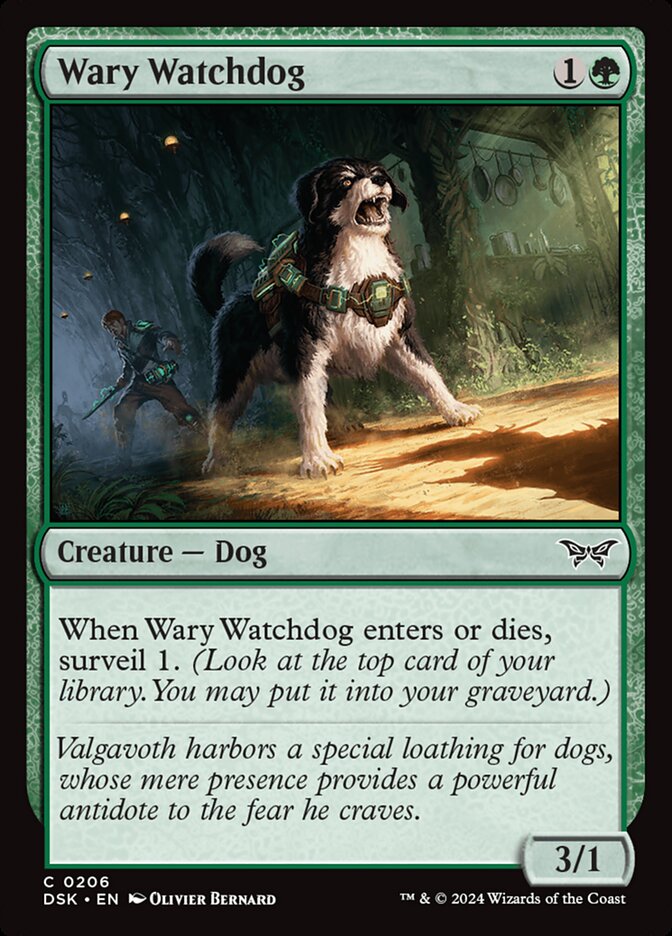 Wary Watchdog 1
Creature — Dog
When Wary Watchdog enters or dies,
surveil 1. (Look at the top card of your
library. You may put it into your graveyard.)
Valgavoth harbors a special loathing for dogs,
whose mere presence provides a powerful
antidote to the fear he craves.
3/1
C 0206
DSK • EN Olivier Bernard ™ & © 2024 Wizards of the Coast